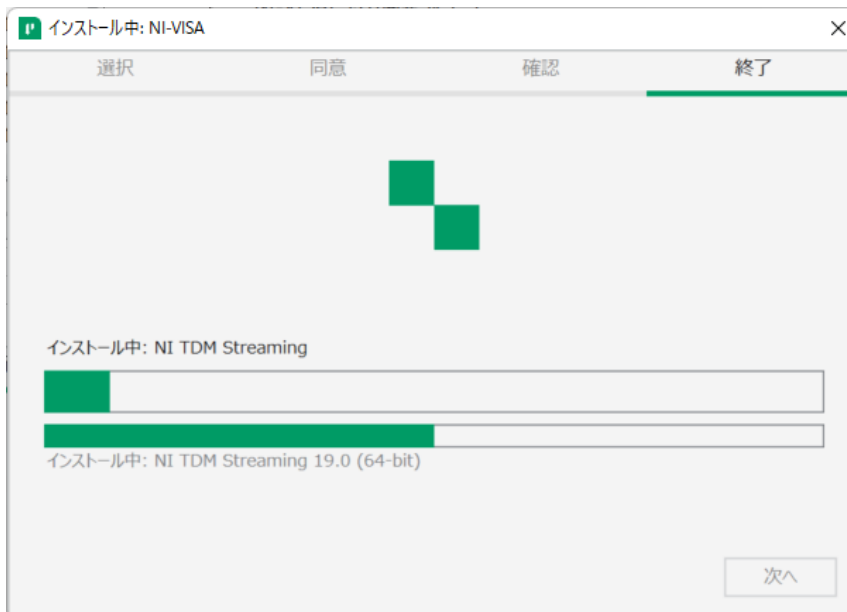 インストール中: NI-VISA
選択 同意 確認 終了
インストール中: NI TDM Streaming
インストール中: NI TDM Streaming 19.0 (64-bit)
次へ